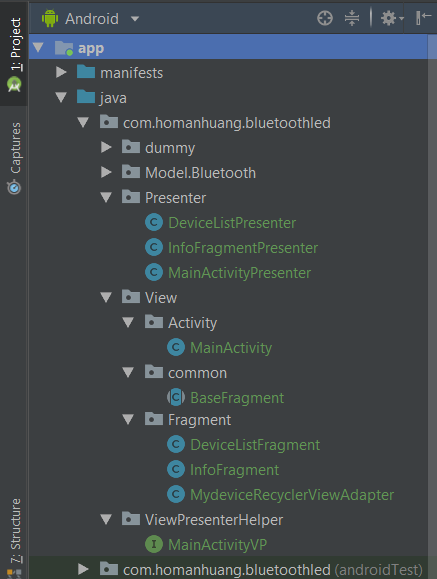 1: Project
Captures
7: Structure
Android
app
manifests
java
com.homanhuang.bluetoothled
dummy
Model.Bluetooth
Presenter
DeviceListPresenter
InfoFragmentPresenter
MainActivityPresenter
View
Activity
MainActivity
common
BaseFragment
Fragment
DeviceListFragment
InfoFragment
MydeviceRecyclerViewAdapter
ViewPresenterHelper
MainActivityVP
com.homanhuang.bluetoothled (androidTest)